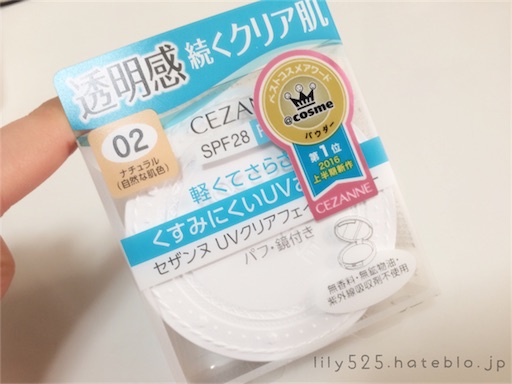 透明感 続くクリア肌
02
ナチュラル
(自然な肌色)
CEZANNE
SPF28
ベストコスメアワード
@cosme
パウダー
第1位
2016
上半期新作
CEZANNE
軽くてさらさ
くすみにくいUV
セザンヌ UVクリアフェイ
パフ・鏡付き
無香料・無鉱物油・
紫外線吸収剤不使用
lily525.hateblo.jp